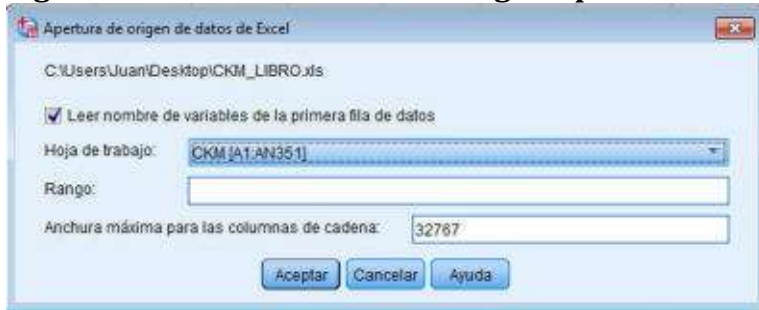 Apertura de origen de datos de Excel
C:\Users\Juan\Desktop\CKM_LIBRO.xls
Leer nombre de variables de la primera fila de datos
Hoja de trabajo: CKM [A1:AN351]
Rango:
Anchura máxima para las columnas de cadena: 32767
Aceptar Cancelar Ayuda